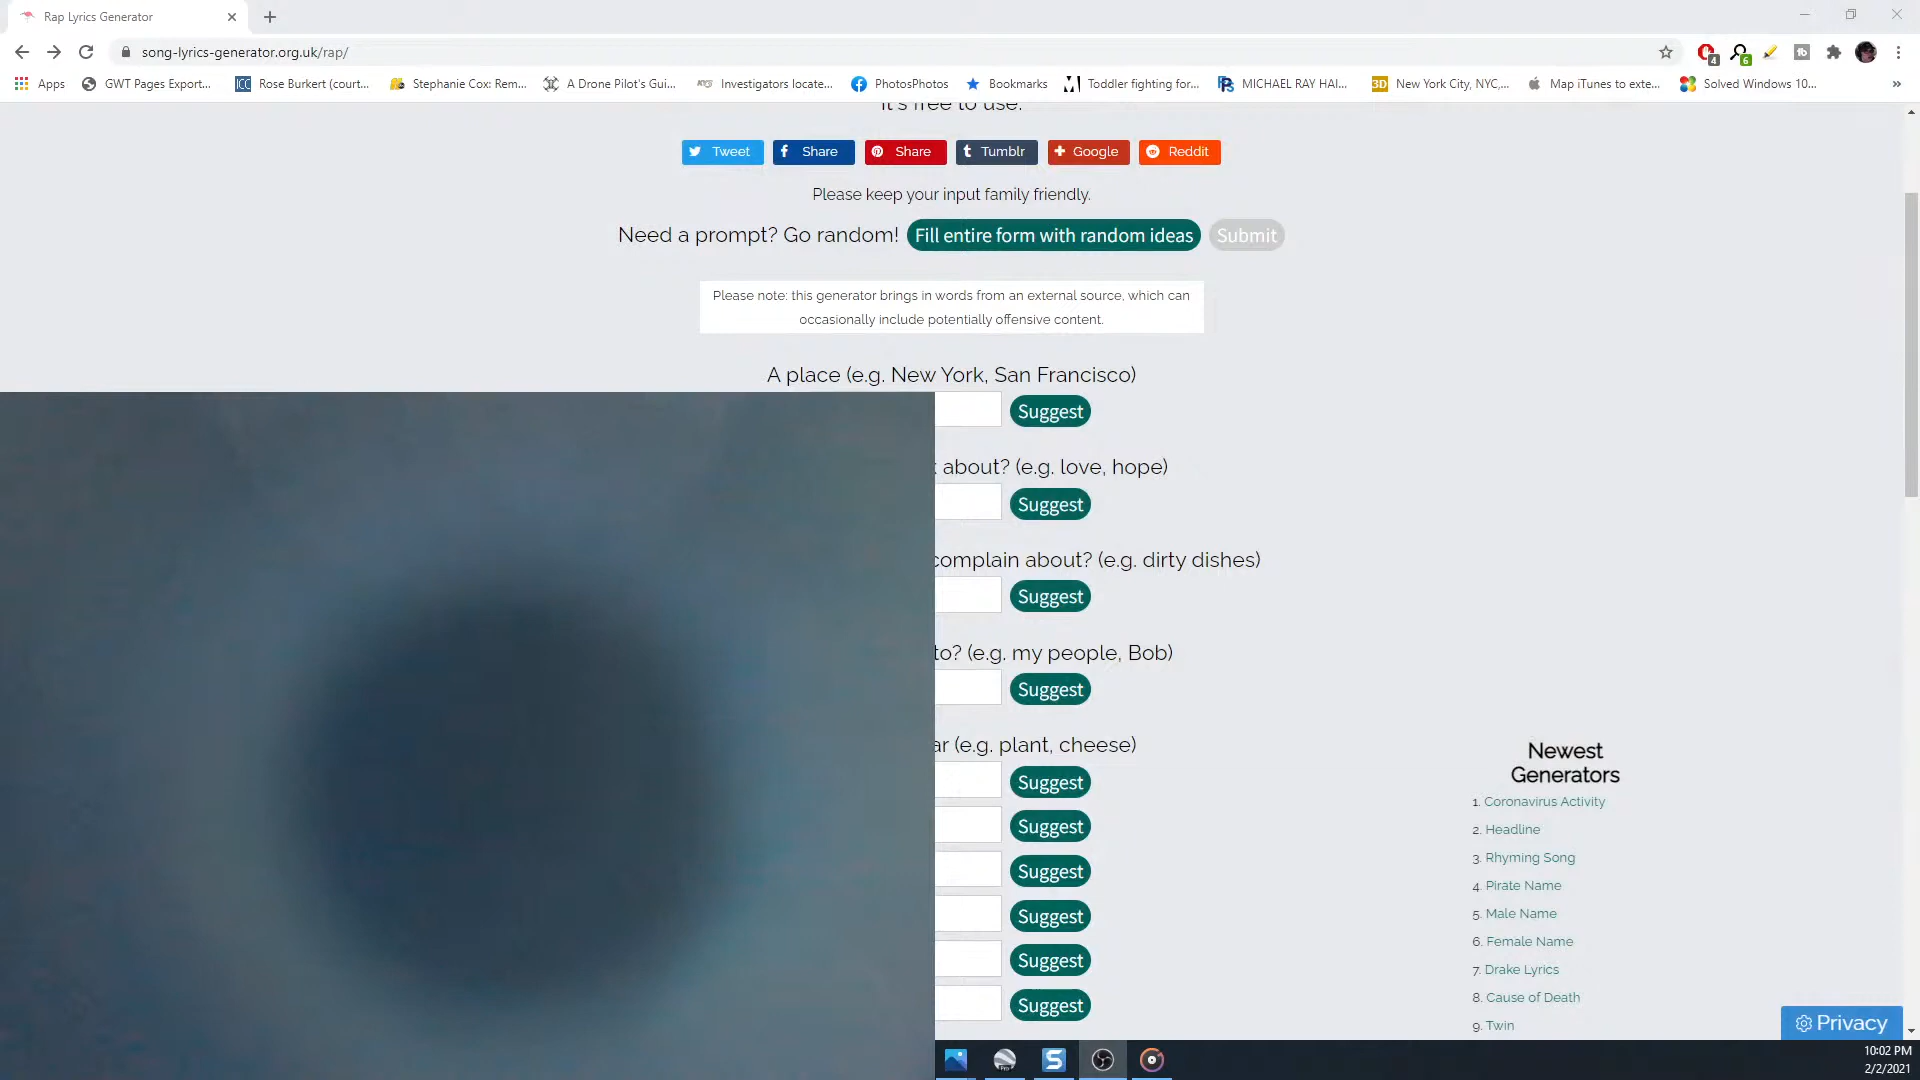 Rap Lyrics Generator
song-lyrics-generator.org.uk/rap/
4
6
Apps
GWT Pages Export...
Rose Burkert (court...
Stephanie Cox: Rem...
A Drone Pilot's Gui...
Investigators locate...
PhotosPhotos
Bookmarks
Toddler fighting for...
MICHAEL RAY HAI...
New York City, NYC,...
Map iTunes to exte...
Solved Windows 10...
It's free to use.
Tweet
Share
Share
Tumblr
Google
Reddit
Please keep your input family friendly.
Need a prompt? Go random! Fill entire form with random ideas Submit
Please note: this generator brings in words from an external source, which can
occasionally include potentially offensive content.
A place (e.g. New York, San Francisco)
Suggest
about? (e.g. love, hope)
Suggest
complain about? (e.g. dirty dishes)
Suggest
to? (e.g. my people, Bob)
Suggest
ar (e.g. plant, cheese)
Suggest
Suggest
Suggest
Suggest
Suggest
Suggest
Newest
Generators
1. Coronavirus Activity
2. Headline
3. Rhyming Song
4. Pirate Name
5. Male Name
6. Female Name
7. Drake Lyrics
8. Cause of Death
9. Twin
Privacy
10:02 PM
2/2/2021